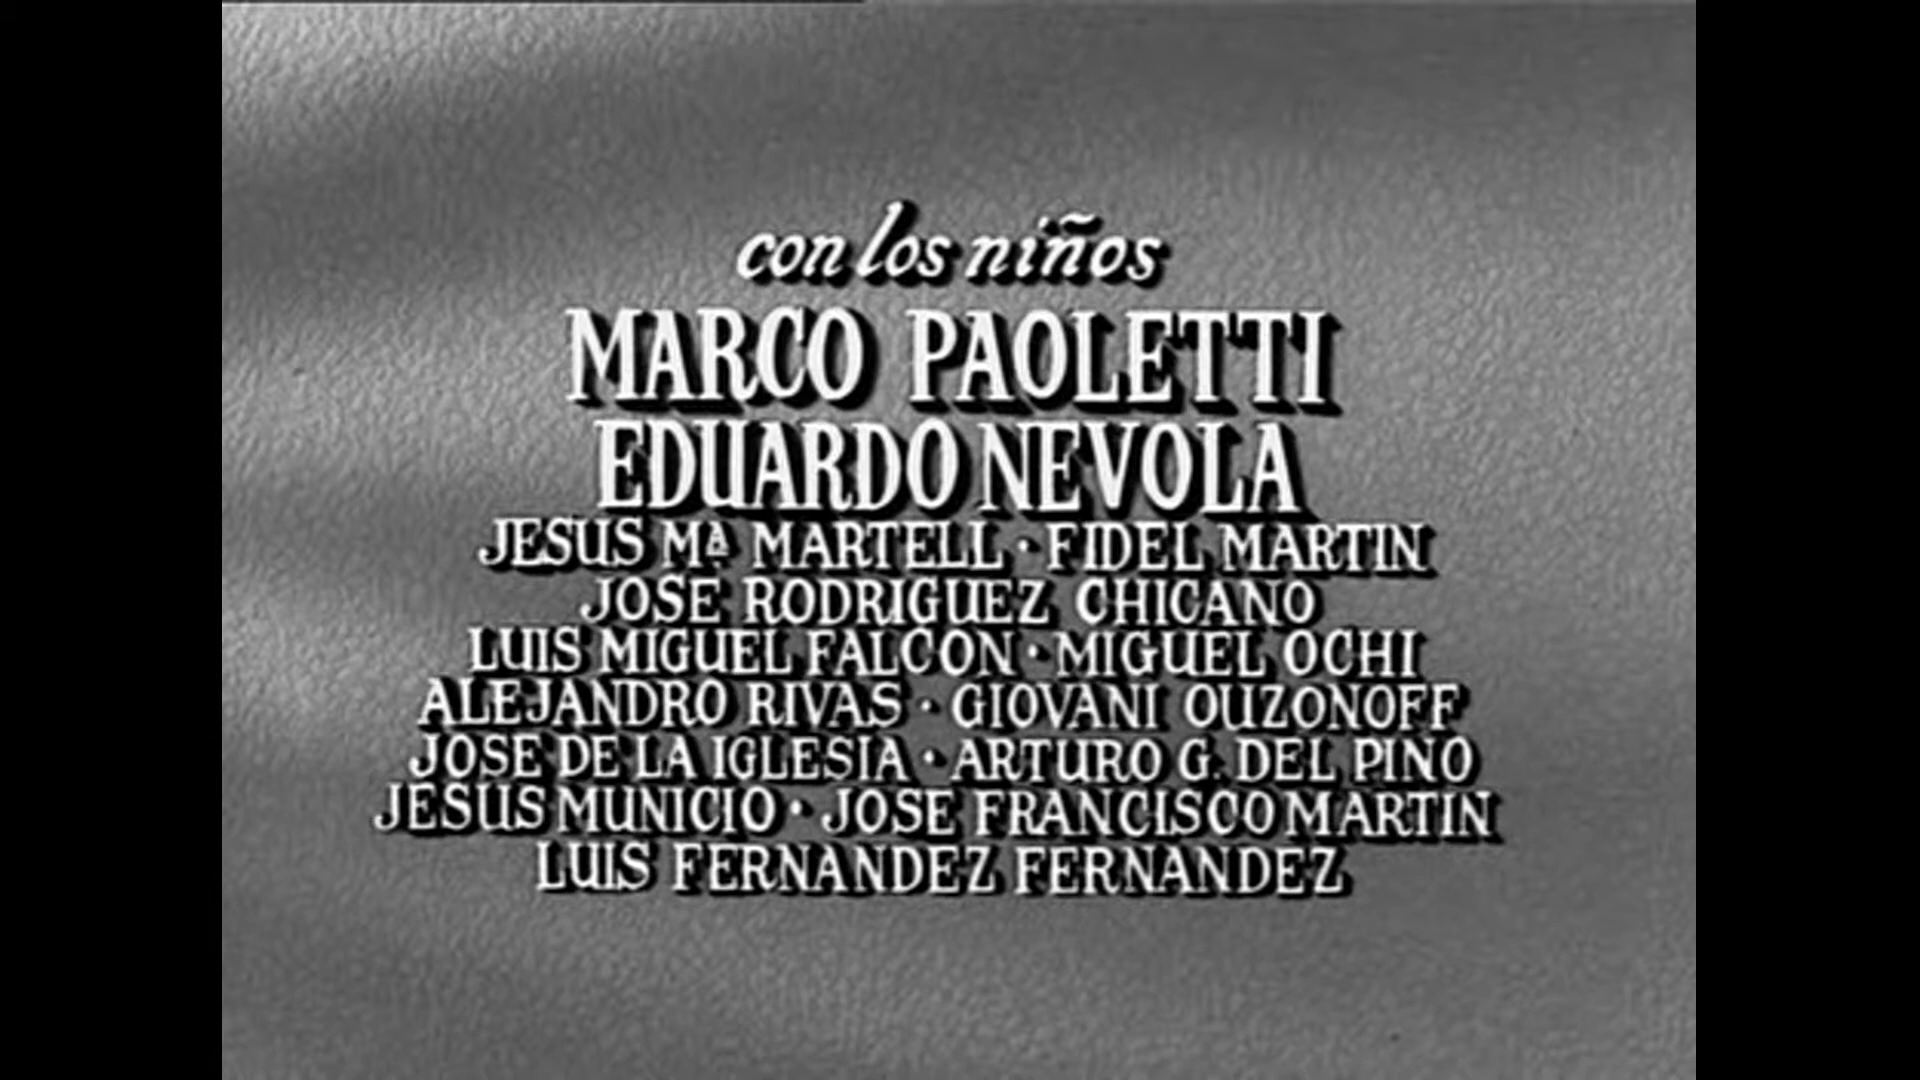 con los niños
MARCO PAOLETTI
EDUARDO NEVOLA
JESUS Mª MARTELL · FIDEL MARTIN
JOSE RODRIGUEZ CHICANO
LUIS MIGUEL FALCON · MIGUEL OCHI
ALEJANDRO RIVAS · GIOVANI OUZONOFF
JOSE DE LA IGLESIA · ARTURO G. DEL PINO
JESUS MUNICIO · JOSE FRANCISCO MARTIN
LUIS FERNANDEZ FERNANDEZ